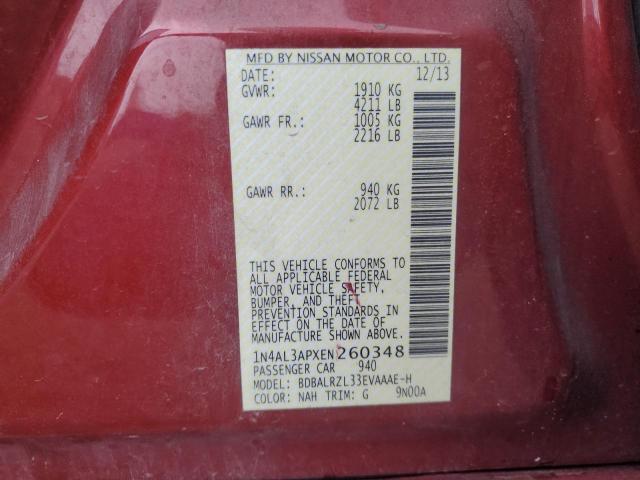 MFD BY NISSAN MOTOR CO., LTD.
DATE: 12/13
GVWR: 1910 KG
4211 LB
GAWR FR.: 1005 KG
2216 LB
GAWR RR.: 940 KG
2072 LB
THIS VEHICLE CONFORMS TO
ALL APPLICABLE FEDERAL
MOTOR VEHICLE SAFETY,
BUMPER, AND THEFT
PREVENTION STANDARDS IN
EFFECT ON THE DATE OF
MANUFACTURE SHOWN ABOVE.
1N4AL3APXEN260348
PASSENGER CAR 940
MODEL: BDBALRZL33EVAAAE-H
COLOR: NAH TRIM: G 9N00A